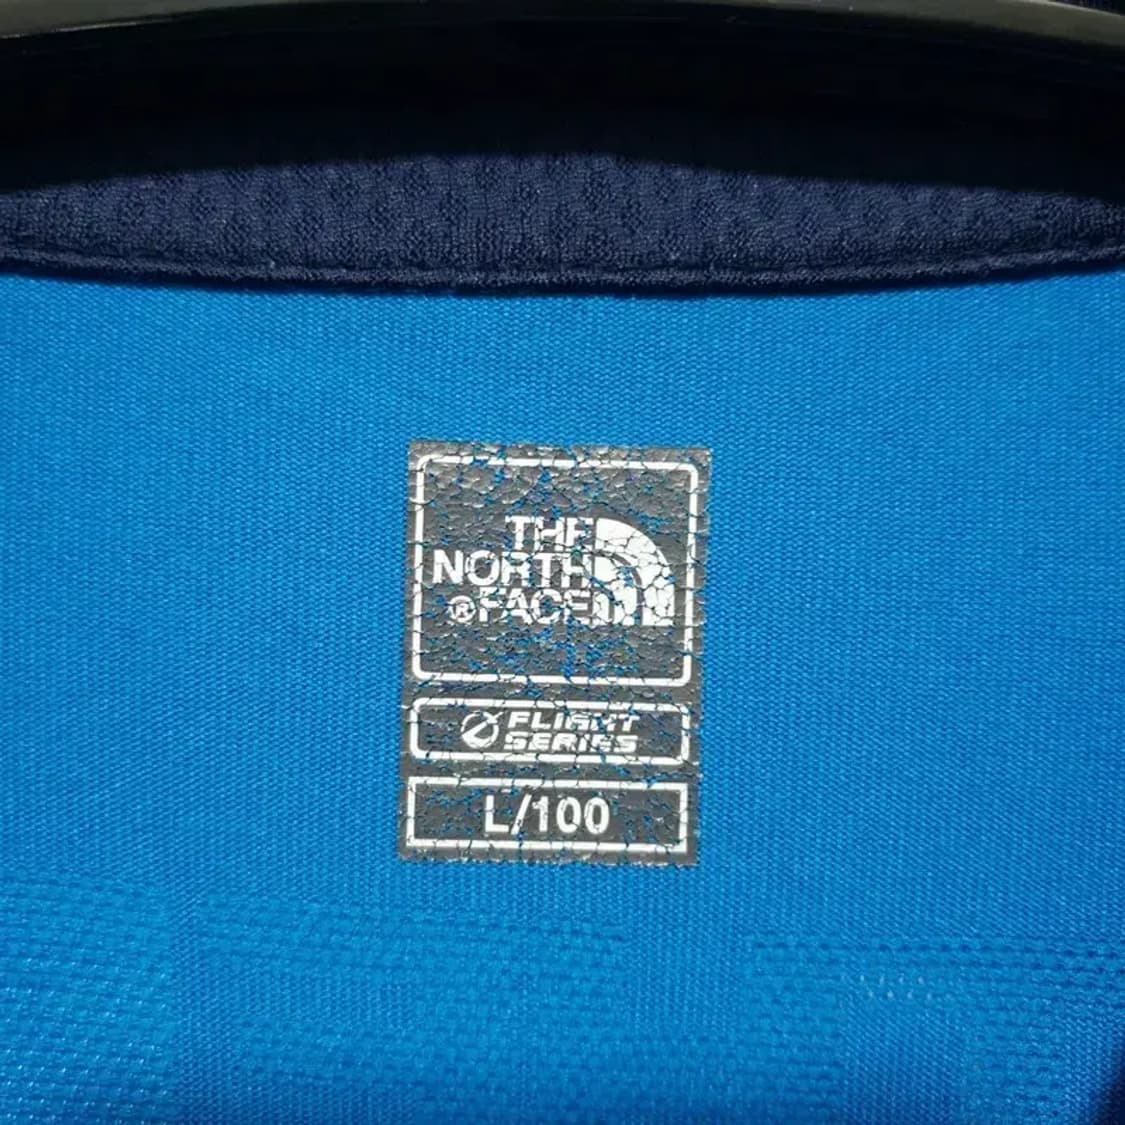 THE
NORTH
®FACE
FLIGHT
SERIES
L/100